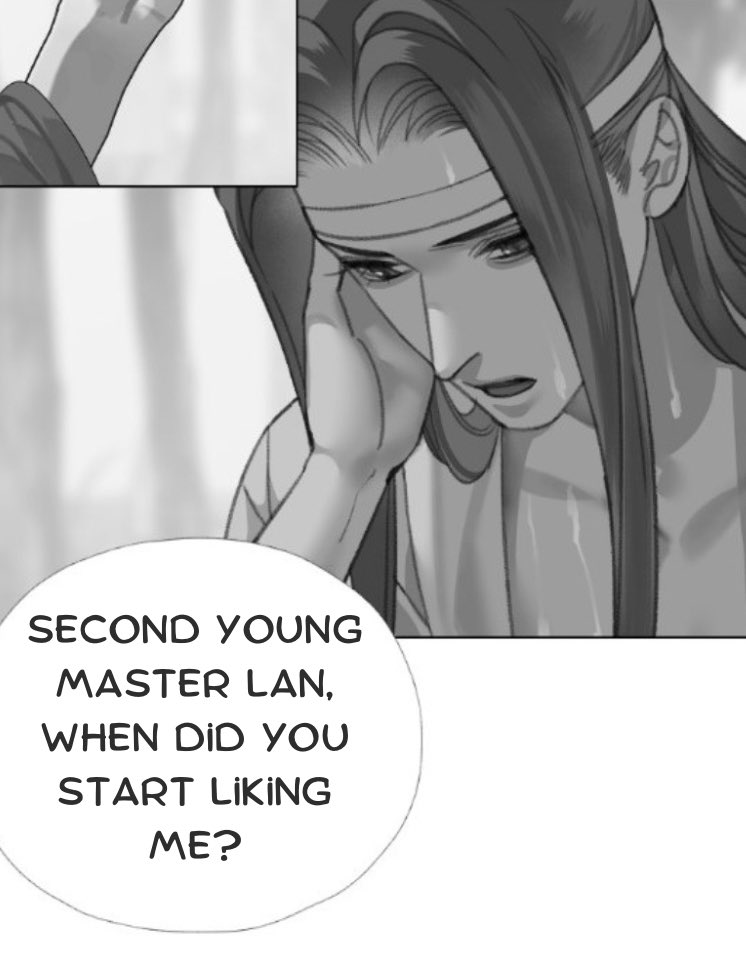 SECOND YOUNG
MASTER LAN,
WHEN DID YOU
START LIKING
ME?